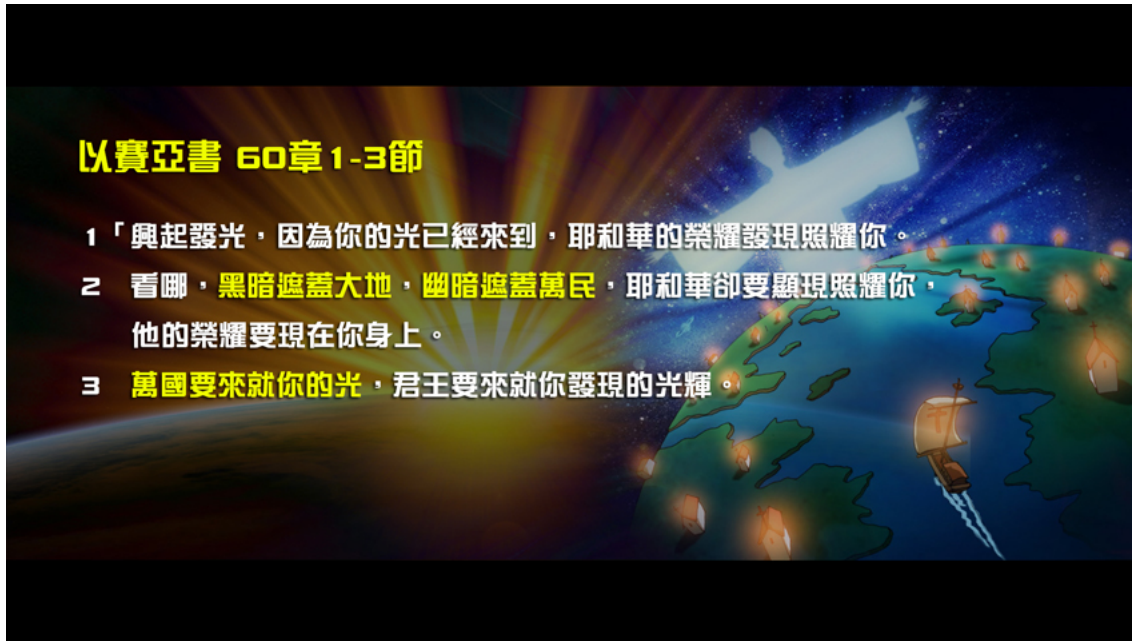 以賽亞書 60章1-3節
1「興起發光，因為你的光已經來到，耶和華的榮耀發現照耀你。
2 看哪，黑暗遮蓋大地，幽暗遮蓋萬民，耶和華卻要顯現照耀你，
他的榮耀要現在你身上。
3 萬國要來就你的光，君王要來就你發現的光輝。